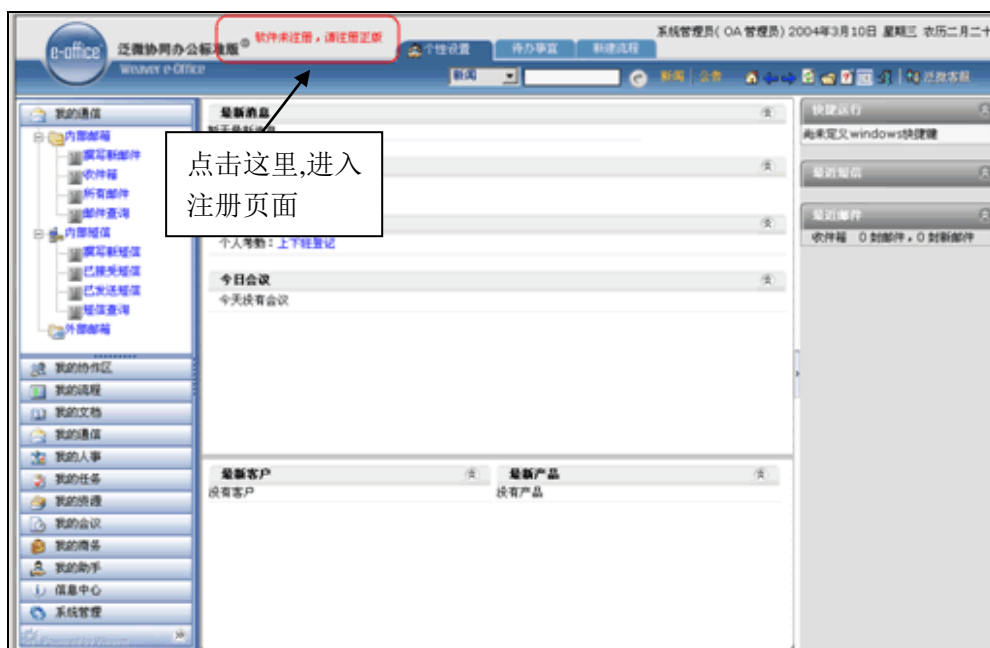 系统管理员( OA 管理员) 2004年3月10日 星期三 农历二月二十
e-office 泛微协同办公标准版® 软件未注册，请注册正版
个性设置 待办事宜 新建流程
Weaver e-Office
新闻 新闻 公告 泛微客服
我的通信
内部邮箱
撰写新邮件
收件箱
所有邮件
邮件查询
内部短信
撰写新短信
已接受短信
已发送短信
短信查询
外部邮箱
我的协作区
我的流程
我的文档
我的通信
我的人事
我的任务
我的资源
我的会议
我的商务
我的助手
信息中心
系统管理
Powered by Weaver
最新消息
暂无最新消息
点击这里,进入
注册页面
个人考勤：上下班登记
今日会议
今天没有会议
最新客户
没有客户
最新产品
没有产品
快捷运行
尚未定义windows快捷键
最近短信
最近邮件
收件箱 0 封邮件，0 封新邮件